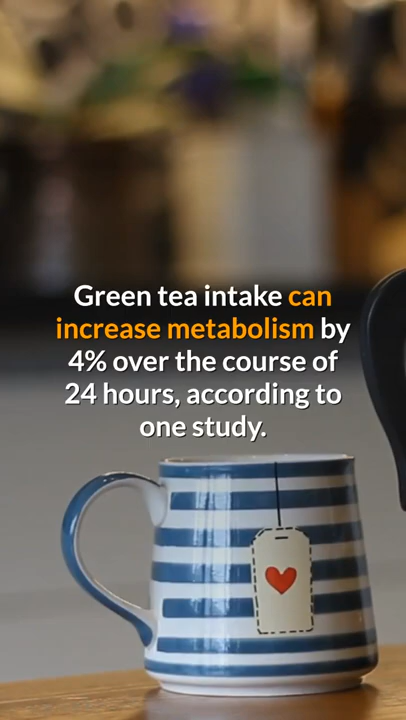 Green tea intake can
increase metabolism by
4% over the course of
24 hours, according to
one study.